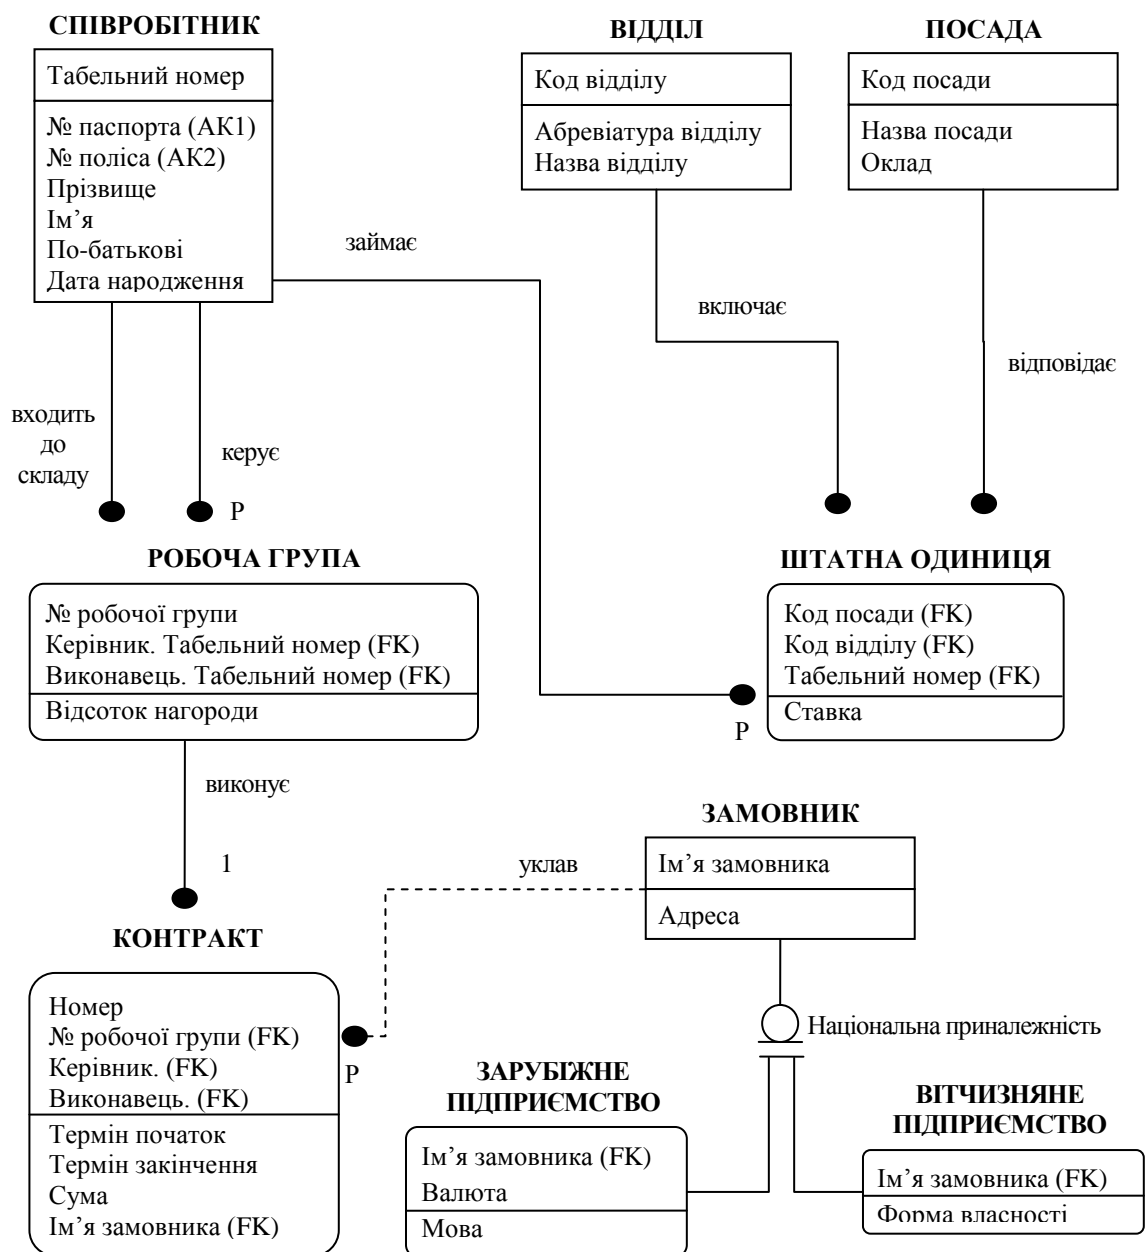 СПІВРОБІТНИК
Табельний номер
№ паспорта (АК1)
№ поліса (АК2)
Прізвище
Ім’я
По-батькові
Дата народження
ВІДДІЛ
Код відділу
Абревіатура відділу
Назва відділу
ПОСАДА
Код посади
Назва посади
Оклад
займає
включає
відповідає
входить
до
складу
керує
Р
РОБОЧА ГРУПА
№ робочої групи
Керівник. Табельний номер (FK)
Виконавець. Табельний номер (FK)
Відсоток нагороди
ШТАТНА ОДИНИЦЯ
Код посади (FK)
Код відділу (FK)
Табельний номер (FK)
Ставка
Р
виконує
1
уклав
ЗАМОВНИК
Ім’я замовника
Адреса
КОНТРАКТ
Номер
№ робочої групи (FK)
Керівник. (FK)
Виконавець. (FK)
Термін початок
Термін закінчення
Сума
Ім’я замовника (FK)
Р
Національна приналежність
ЗАРУБІЖНЕ
ПІДПРИЄМСТВО
Ім’я замовника (FK)
Валюта
Мова
ВІТЧИЗНЯНЕ
ПІДПРИЄМСТВО
Ім’я замовника (FK)
Форма власності